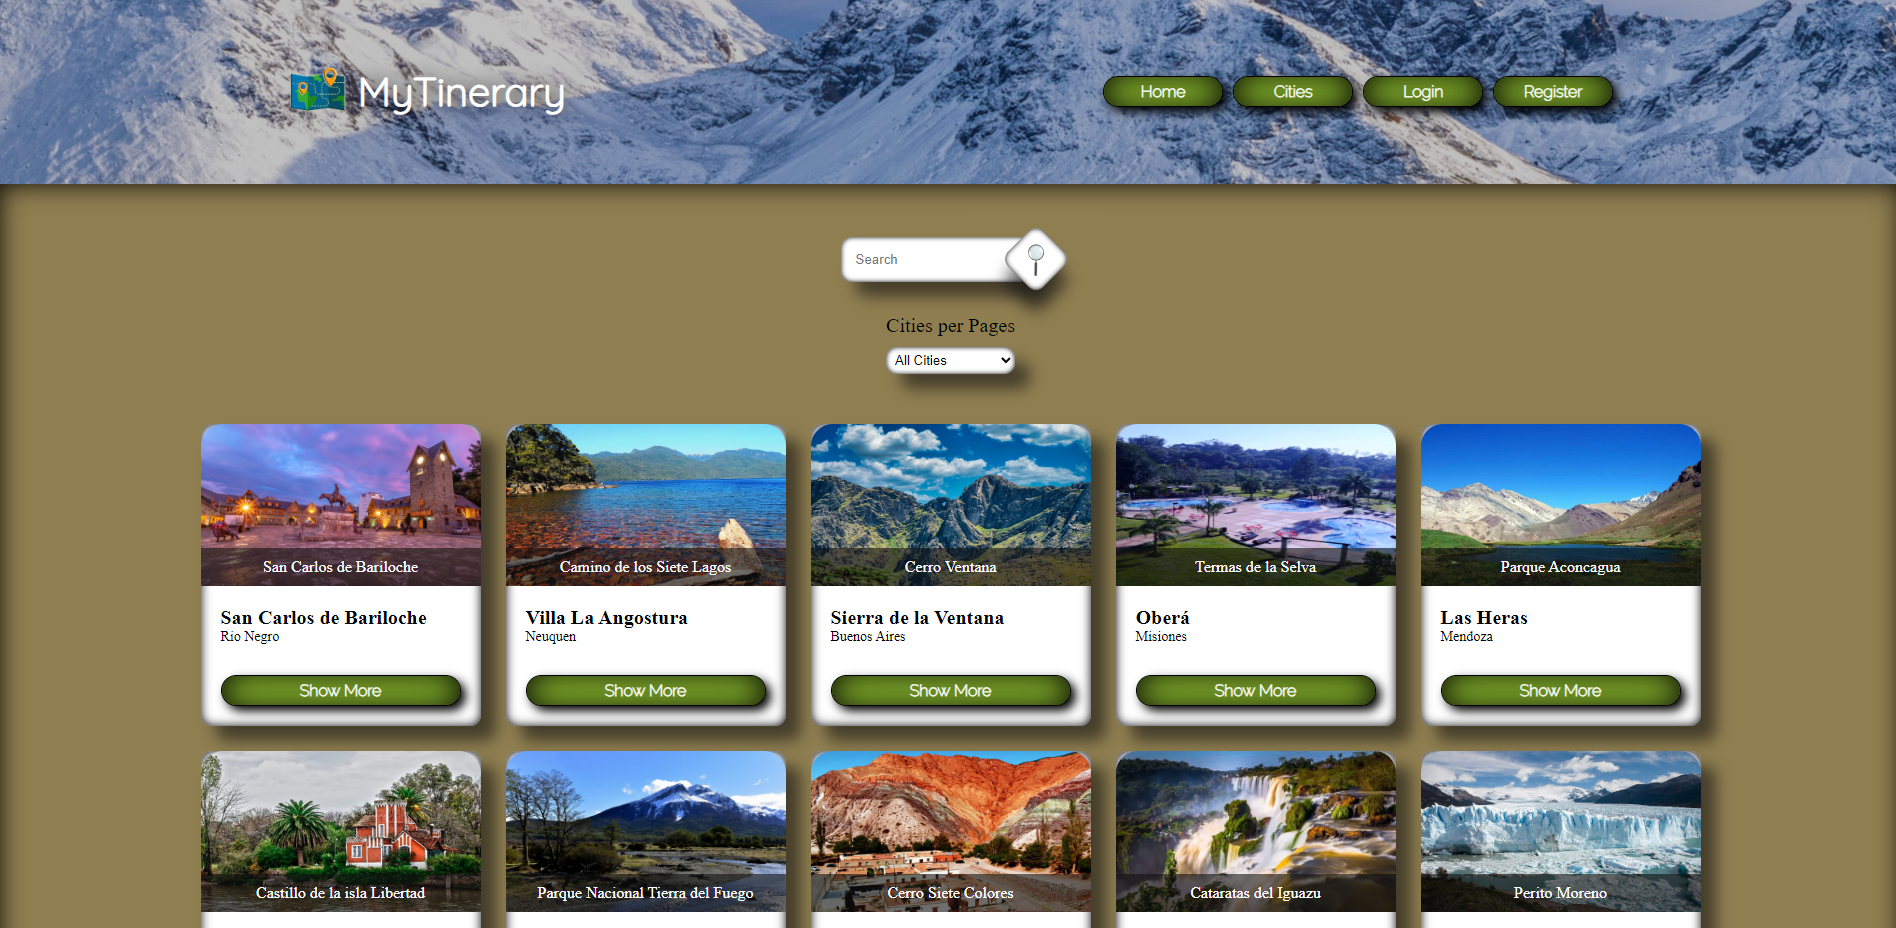 MyTinerary
Home
Cities
Login
Register
Search
Cities per Pages
All Cities
San Carlos de Bariloche
Camino de los Siete Lagos
Cerro Ventana
Termas de la Selva
Parque Aconcagua
San Carlos de Bariloche
Rio Negro
Villa La Angostura
Neuquen
Sierra de la Ventana
Buenos Aires
Oberá
Misiones
Las Heras
Mendoza
Show More
Show More
Show More
Show More
Show More
Castillo de la isla Libertad
Parque Nacional Tierra del Fuego
Cerro Siete Colores
Cataratas del Iguazu
Perito Moreno